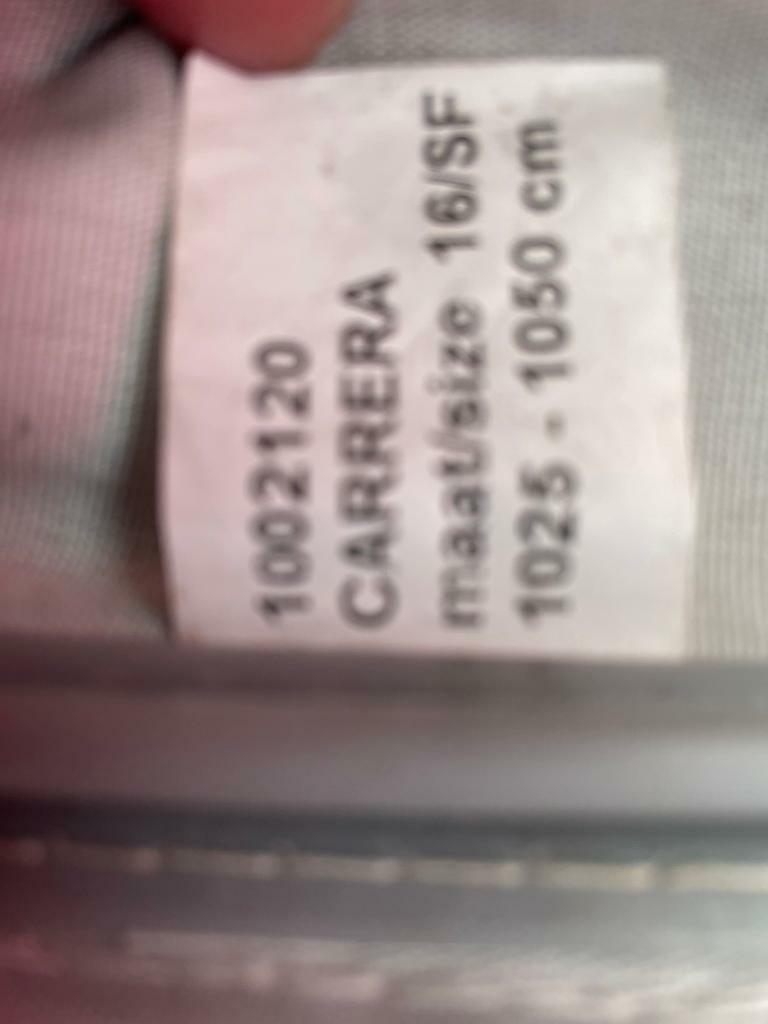 1002120
CARRERA
maat/size 16/SF
1025 - 1050 cm